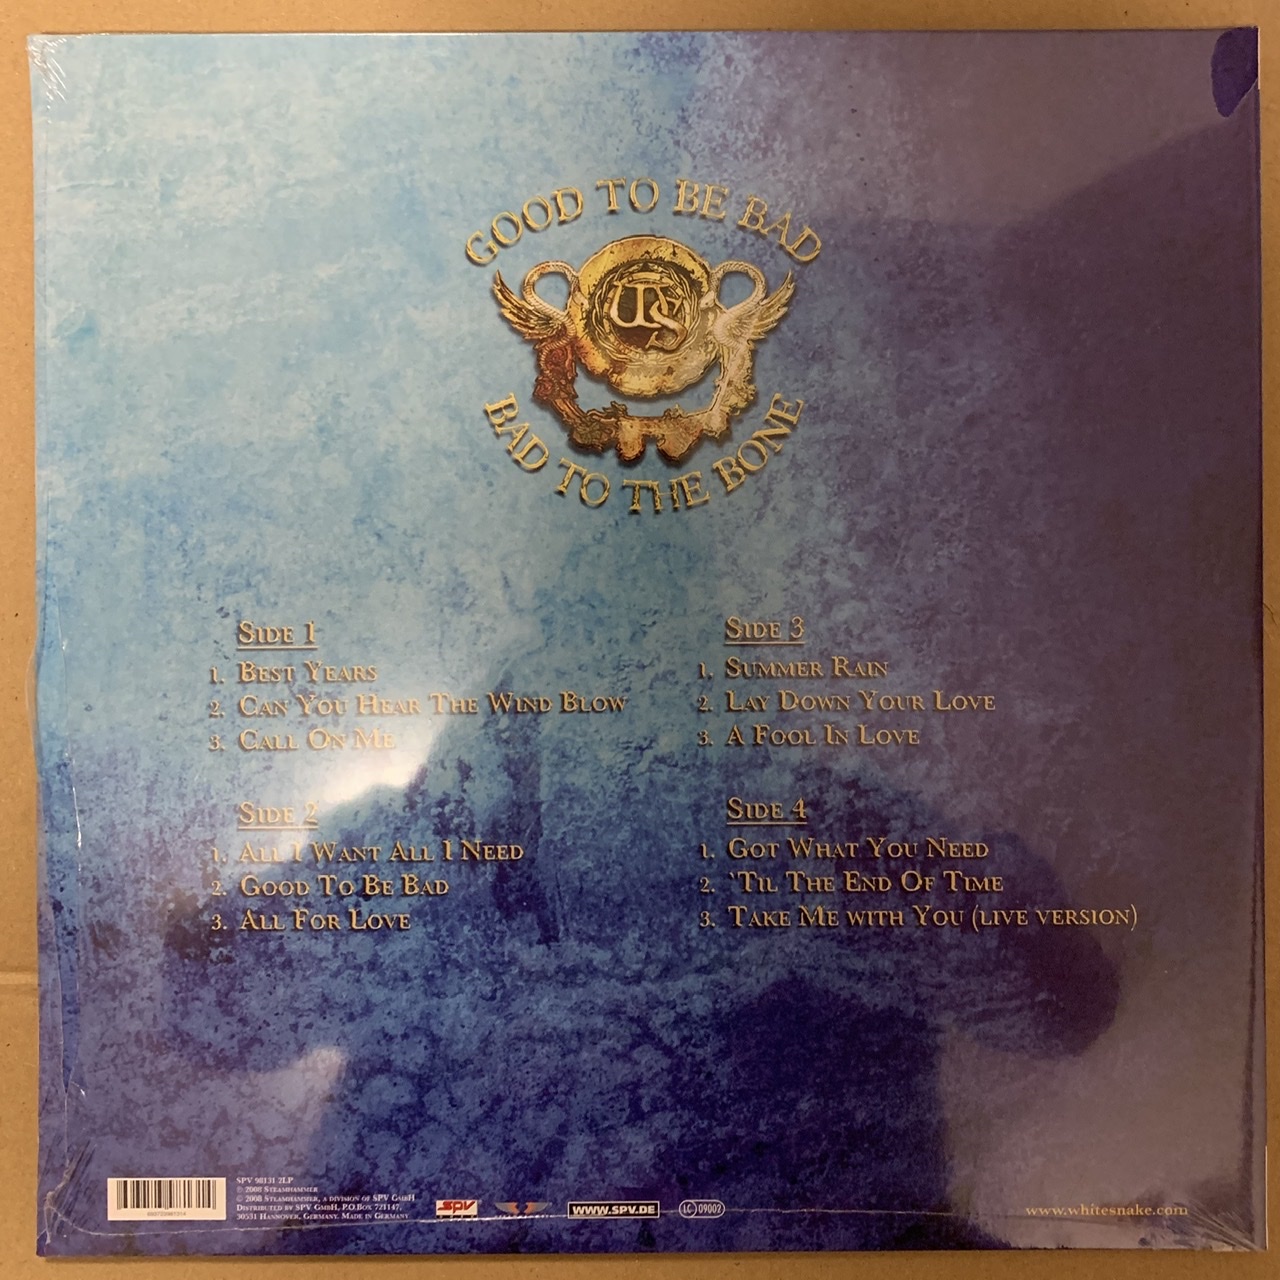 GOOD TO BE BAD
WS
BAD TO THE BONE
SIDE 1
1. BEST YEARS
2. CAN YOU HEAR THE WIND BLOW
3. CALL ON ME
SIDE 2
1. ALL I WANT ALL I NEED
2. GOOD TO BE BAD
3. ALL FOR LOVE
SIDE 3
1. SUMMER RAIN
2. LAY DOWN YOUR LOVE
3. A FOOL IN LOVE
SIDE 4
1. GOT WHAT YOU NEED
2. 'TIL THE END OF TIME
3. TAKE ME WITH YOU (LIVE VERSION)
SPV 98131 2LP
℗ 2008 STEAMHAMMER
© 2008 STEAMHAMMER, A DIVISION OF SPV GMBH
DISTRIBUTED BY SPV GMBH, P.O.BOX 721147,
30531 HANNOVER, GERMANY. MADE IN GERMANY
SPV
WWW.SPV.DE
LC 09002
www.whitesnake.com